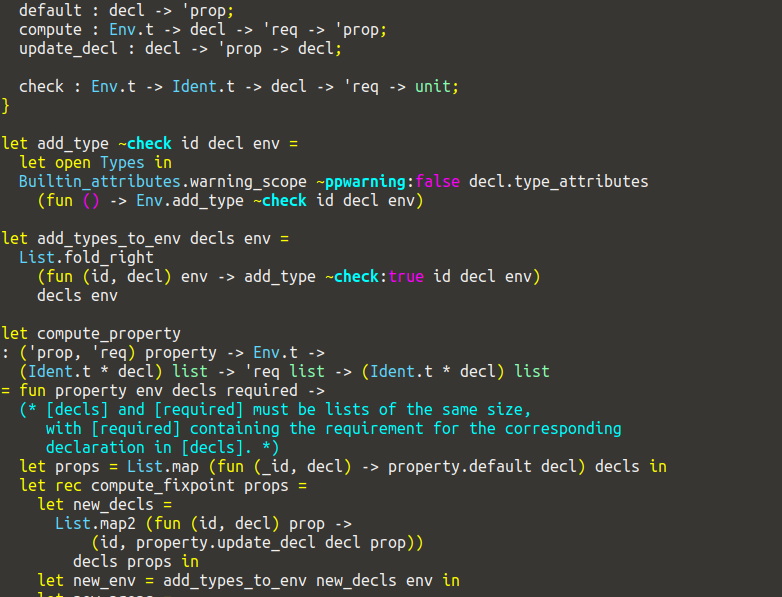 default : decl -> 'prop;
compute : Env.t -> decl -> 'req -> 'prop;
update_decl : decl -> 'prop -> decl;
check : Env.t -> Ident.t -> decl -> 'req -> unit;
}
let add_type ~check id decl env =
let open Types in
Builtin_attributes.warning_scope ~ppwarning:false decl.type_attributes
(fun () -> Env.add_type ~check id decl env)
let add_types_to_env decls env =
List.fold_right
(fun (id, decl) env -> add_type ~check:true id decl env)
decls env
let compute_property
: ('prop, 'req) property -> Env.t ->
(Ident.t * decl) list -> 'req list -> (Ident.t * decl) list
= fun property env decls required ->
(* [decls] and [required] must be lists of the same size,
with [required] containing the requirement for the corresponding
declaration in [decls]. *)
let props = List.map (fun (_id, decl) -> property.default decl) decls in
let rec compute_fixpoint props =
let new_decls =
List.map2 (fun (id, decl) prop ->
(id, property.update_decl decl prop))
decls props in
let new_env = add_types_to_env new_decls env in